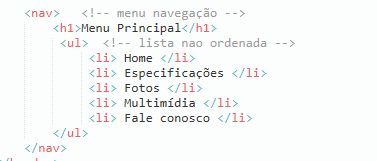 <nav> <!-- menu navegação -->
<h1>Menu Principal</h1>
<ul> <!-- lista nao ordenada -->
<li> Home </li>
<li> Especificações </li>
<li> Fotos </li>
<li> Multimídia </li>
<li> Fale conosco </li>
</ul>
</nav>